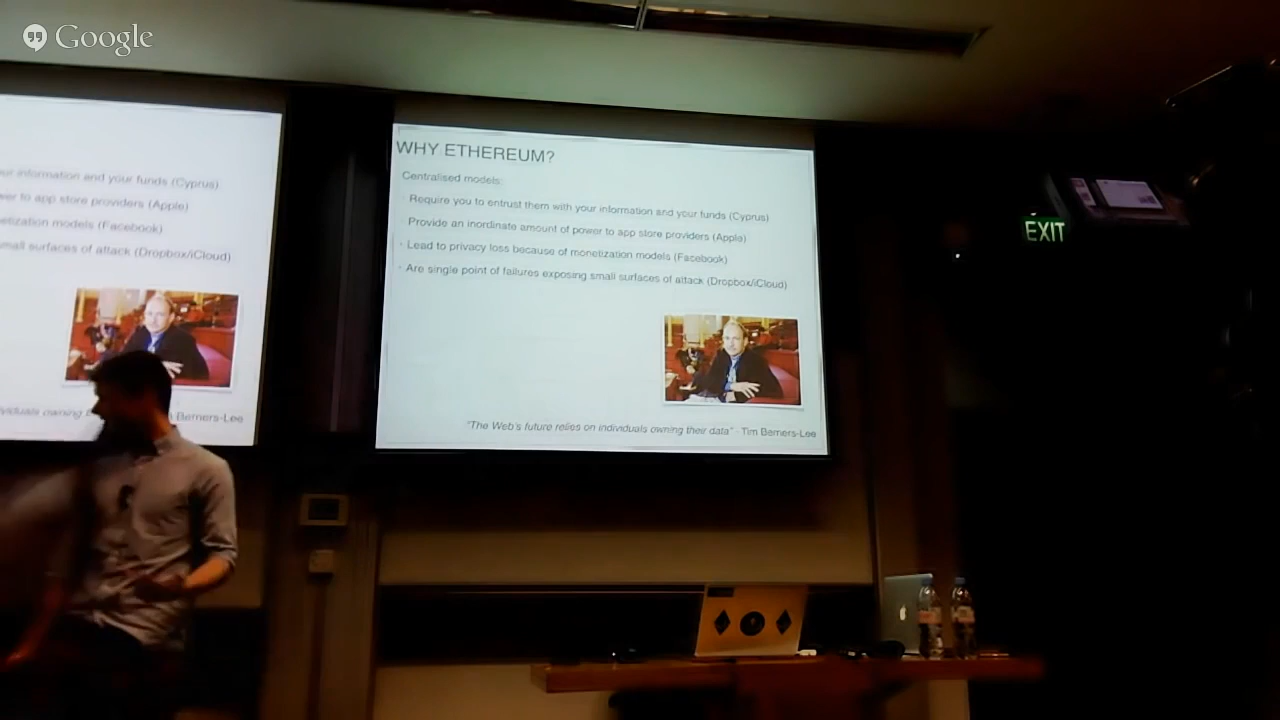 Google
our information and your funds (Cyprus)
wer to app store providers (Apple)
etization models (Facebook)
small surfaces of attack (Dropbox/iCloud)
viduals owning
Berners-Lee
WHY ETHEREUM?
Centralised models:
· Require you to entrust them with your information and your funds (Cyprus)
· Provide an inordinate amount of power to app store providers (Apple)
· Lead to privacy loss because of monetization models (Facebook)
· Are single point of failures exposing small surfaces of attack (Dropbox/iCloud)
"The Web's future relies on individuals owning their data" - Tim Berners-Lee
EXIT